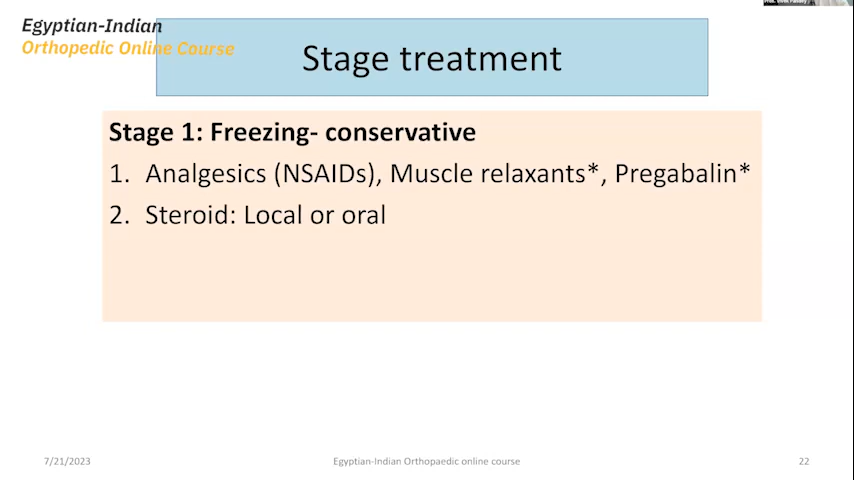 Egyptian-Indian
Orthopedic Online Course
Stage treatment
Stage 1: Freezing- conservative
1. Analgesics (NSAIDs), Muscle relaxants*, Pregabalin*
2. Steroid: Local or oral
7/21/2023
Egyptian-Indian Orthopaedic online course
22